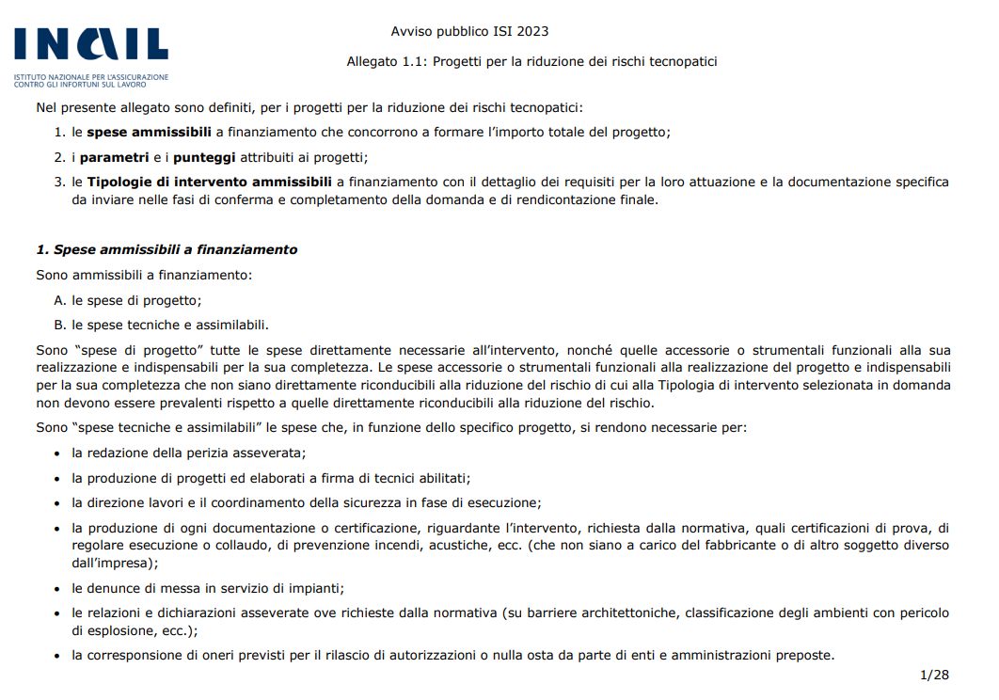 INAIL
ISTITUTO NAZIONALE PER L'ASSICURAZIONE
CONTRO GLI INFORTUNI SUL LAVORO
Avviso pubblico ISI 2023
Allegato 1.1: Progetti per la riduzione dei rischi tecnopatici
Nel presente allegato sono definiti, per i progetti per la riduzione dei rischi tecnopatici:
1. le spese ammissibili a finanziamento che concorrono a formare l'importo totale del progetto;
2. i parametri e i punteggi attribuiti ai progetti;
3. le Tipologie di intervento ammissibili a finanziamento con il dettaglio dei requisiti per la loro attuazione e la documentazione specifica
da inviare nelle fasi di conferma e completamento della domanda e di rendicontazione finale.
1. Spese ammissibili a finanziamento
Sono ammissibili a finanziamento:
A. le spese di progetto;
B. le spese tecniche e assimilabili.
Sono "spese di progetto" tutte le spese direttamente necessarie all'intervento, nonché quelle accessorie o strumentali funzionali alla sua
realizzazione e indispensabili per la sua completezza. Le spese accessorie o strumentali funzionali alla realizzazione del progetto e indispensabili
per la sua completezza che non siano direttamente riconducibili alla riduzione del rischio di cui alla Tipologia di intervento selezionata in domanda
non devono essere prevalenti rispetto a quelle direttamente riconducibili alla riduzione del rischio.
Sono "spese tecniche e assimilabili" le spese che, in funzione dello specifico progetto, si rendono necessarie per:
• la redazione della perizia asseverata;
• la produzione di progetti ed elaborati a firma di tecnici abilitati;
• la direzione lavori e il coordinamento della sicurezza in fase di esecuzione;
• la produzione di ogni documentazione o certificazione, riguardante l'intervento, richiesta dalla normativa, quali certificazioni di prova, di
regolare esecuzione o collaudo, di prevenzione incendi, acustiche, ecc. (che non siano a carico del fabbricante o di altro soggetto diverso
dall'impresa);
• le denunce di messa in servizio di impianti;
• le relazioni e dichiarazioni asseverate ove richieste dalla normativa (su barriere architettoniche, classificazione degli ambienti con pericolo
di esplosione, ecc.);
• la corresponsione di oneri previsti per il rilascio di autorizzazioni o nulla osta da parte di enti e amministrazioni preposte.
1/28